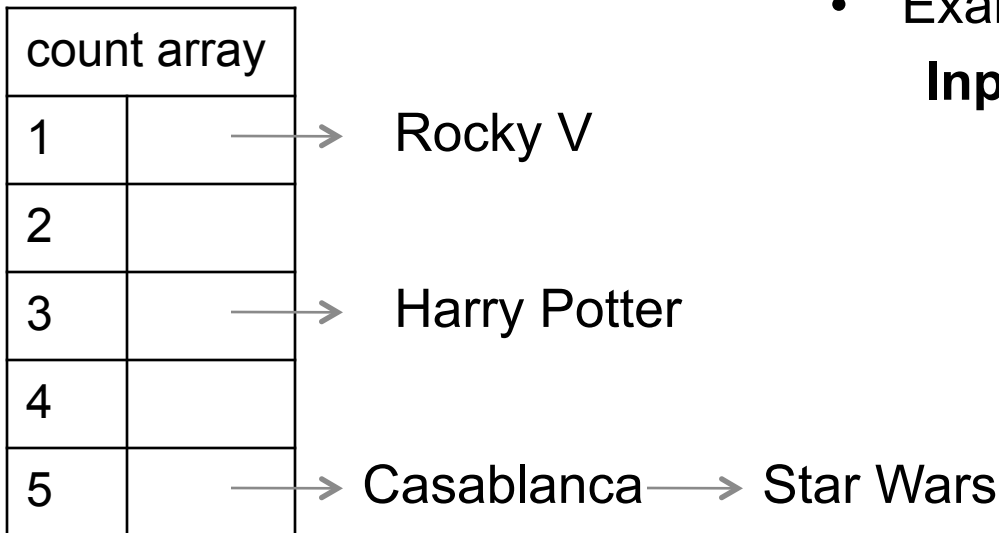 count array
1 Rocky V
2
3 Harry Potter
4
5 Casablanca Star Wars
•